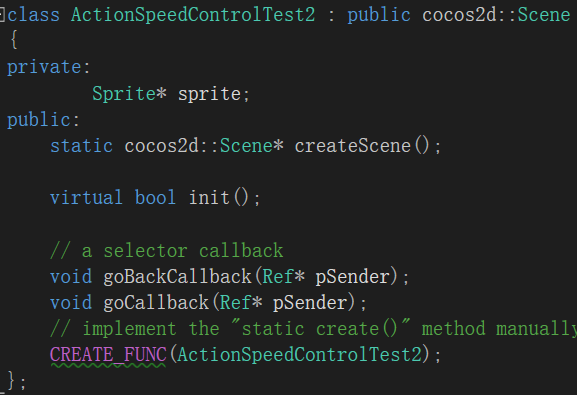 class ActionSpeedControlTest2 : public cocos2d::Scene
{
private:
Sprite* sprite;
public:
static cocos2d::Scene* createScene();
virtual bool init();
// a selector callback
void goBackCallback(Ref* pSender);
void goCallback(Ref* pSender);
// implement the "static create()" method manually
CREATE_FUNC(ActionSpeedControlTest2);
};